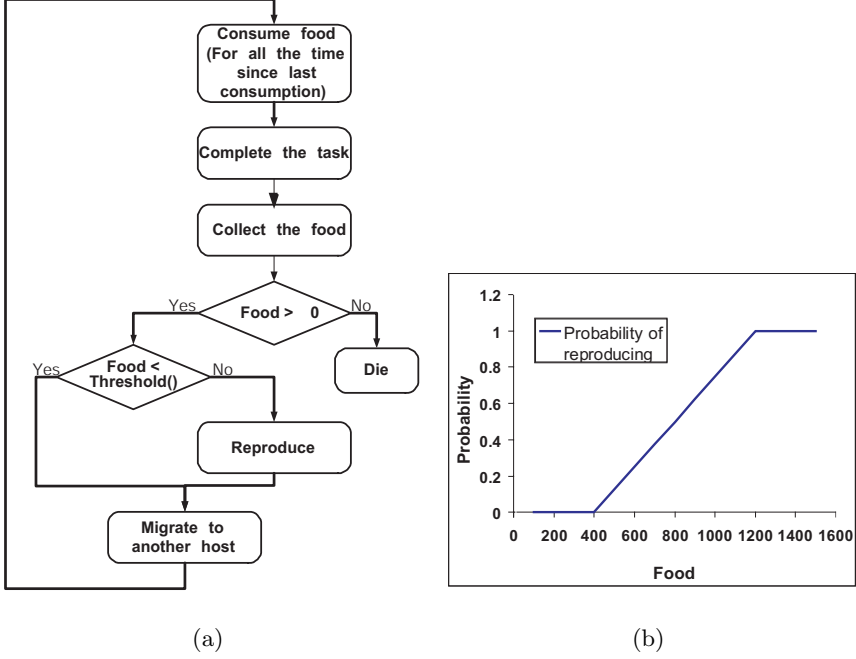 Consume food
(For all the time
since last
consumption)
Complete the task
Collect the food
Food > 0
Yes
No
Die
Food <
Threshold()
Yes
No
Reproduce
Migrate to
another host
(a)
1.2
1
0.8
0.6
0.4
0.2
0
Probability
Probability of
reproducing
0 200 400 600 800 1000 1200 1400 1600
Food
(b)